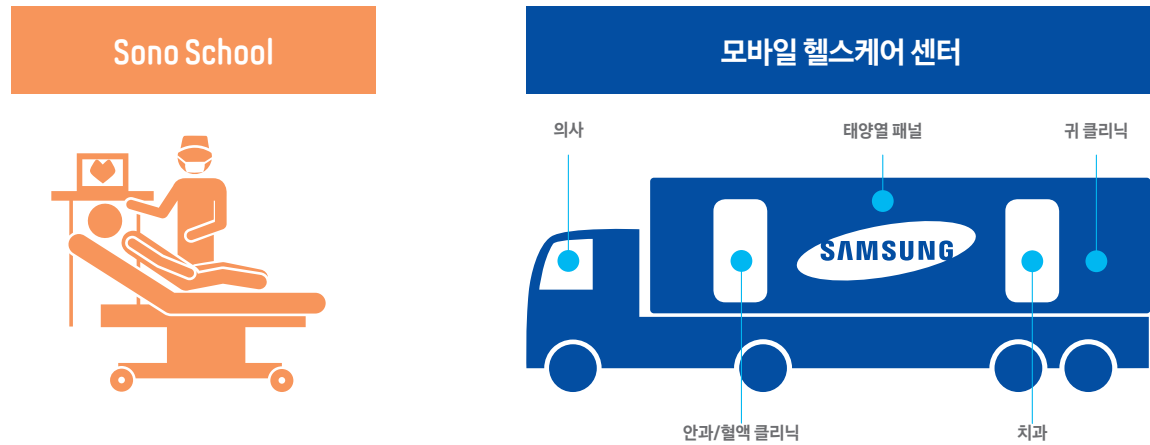 Sono School
모바일 헬스케어 센터
의사
태양열 패널
귀 클리닉
SAMSUNG
안과/혈액 클리닉
치과